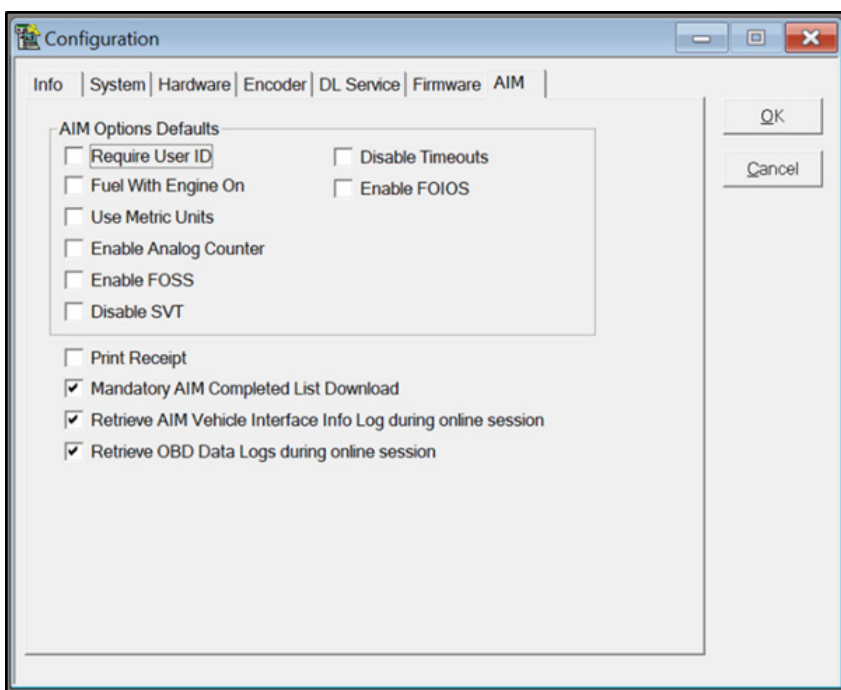 Configuration
Info System Hardware Encoder DL Service Firmware AIM
OK
Cancel
AIM Options Defaults
Require User ID Disable Timeouts
Fuel With Engine On Enable FOIOS
Use Metric Units
Enable Analog Counter
Enable FOSS
Disable SVT
Print Receipt
Mandatory AIM Completed List Download
Retrieve AIM Vehicle Interface Info Log during online session
Retrieve OBD Data Logs during online session